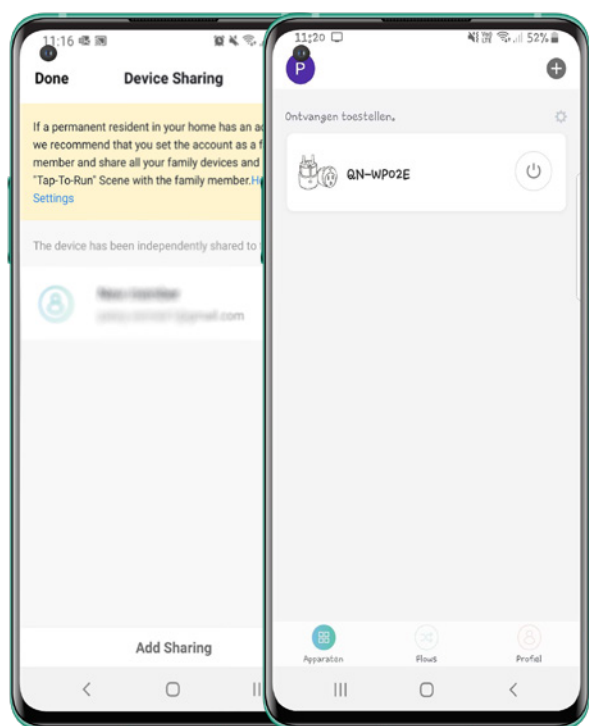 11:16
Done Device Sharing
If a permanent resident in your home has an
we recommend that you set the account as a
member and share all your family devices and
"Tap-To-Run" Scene with the family member.
Settings
The device has been independently shared to
gmail.com
Add Sharing
11:20 52%
P
Ontvangen toestellen.
QN-WP02E
Apparaten Flows Profiel